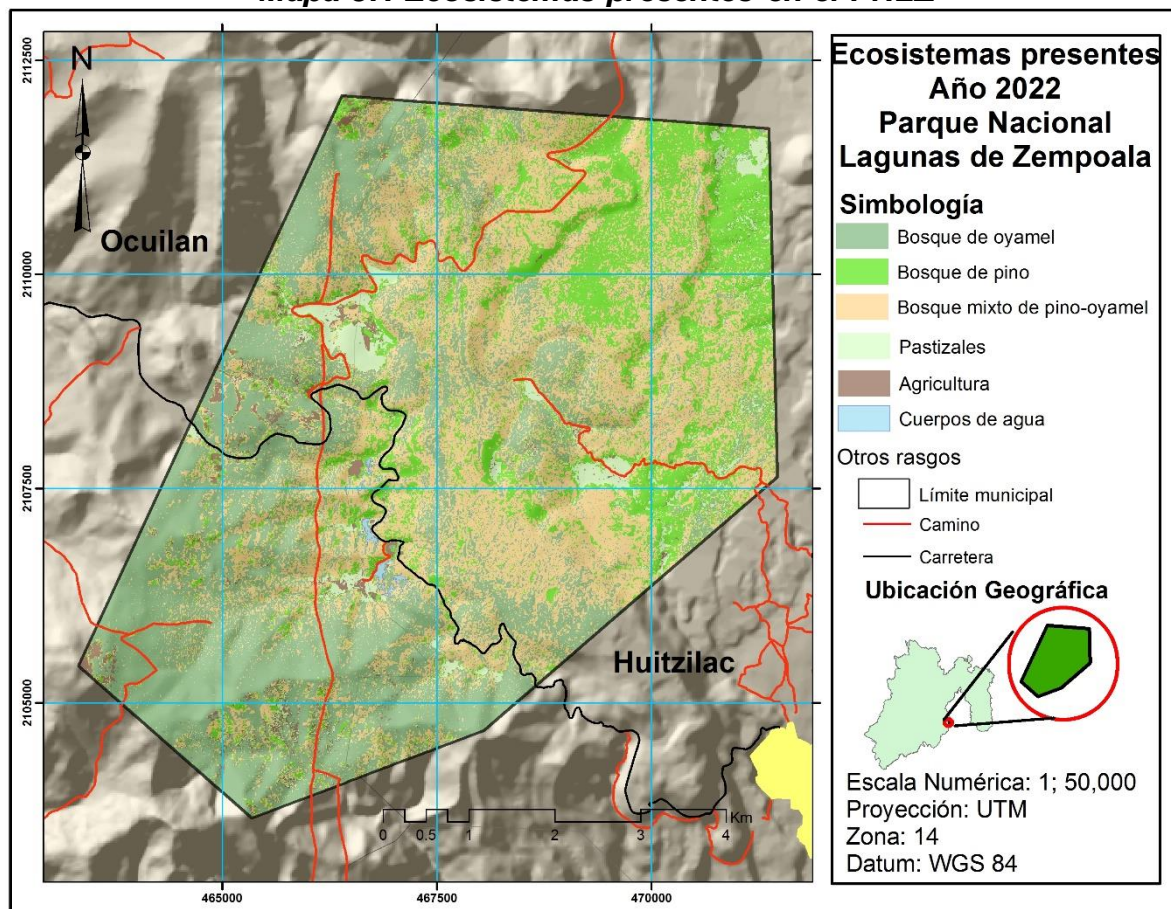 Ecosistemas presentes
Año 2022
Parque Nacional
Lagunas de Zempoala
Simbología
Bosque de oyamel
Bosque de pino
Bosque mixto de pino-oyamel
Pastizales
Agricultura
Cuerpos de agua
Otros rasgos
Límite municipal
Camino
Carretera
Ubicación Geográfica
Escala Numérica: 1; 50,000
Proyección: UTM
Zona: 14
Datum: WGS 84
N
Ocuilan
Huitzilac
2112500
2110000
2107500
2105000
465000
467500
470000
0 0.5 1 2 3 4
Km